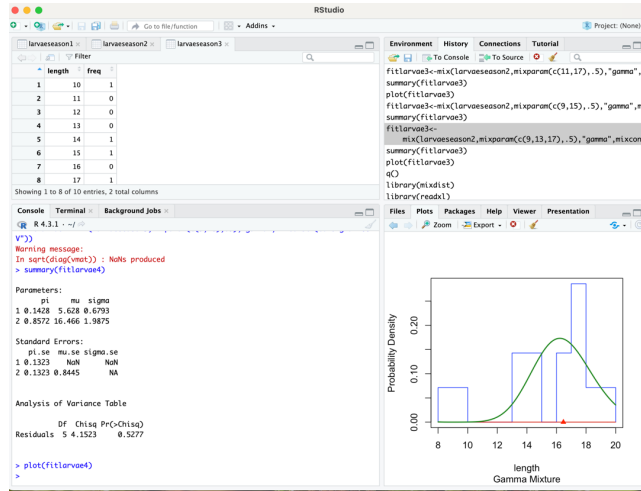 RStudio
Go to file/function
Addins
Project: (None)
larvaeseason1
larvaeseason2
larvaeseason3
Filter
length freq
1 10 1
2 11 0
3 12 0
4 13 0
5 14 1
6 15 1
7 16 0
8 17 1
Showing 1 to 8 of 10 entries, 2 total columns
Console Terminal Background Jobs
R 4.3.1 · ~/
V"))
Warning message:
In sqrt(diag(vmat)) : NaNs produced
> summary(fitlarvae4)
Parameters:
pi mu sigma
1 0.1428 5.628 0.6793
2 0.8572 16.466 1.9875
Standard Errors:
pi.se mu.se sigma.se
1 0.1323 NaN NaN
2 0.1323 0.8445 NA
Analysis of Variance Table
Df Chisq Pr(>Chisq)
Residuals 5 4.1523 0.5277
> plot(fitlarvae4)
>
Environment History Connections Tutorial
To Console To Source
fitlarvae3<-mix(larvaeseason2,mixparam(c(11,17),.5),"gamma",
summary(fitlarvae3)
plot(fitlarvae3)
fitlarvae3<-mix(larvaeseason2,mixparam(c(9,15),.5),"gamma",m
summary(fitlarvae3)
fitlarvae3<-
mix(larvaeseason2,mixparam(c(9,13,17),.5),"gamma",mixcon
summary(fitlarvae3)
plot(fitlarvae3)
q()
library(mixdist)
library(readxl)
Files Plots Packages Help Viewer Presentation
Zoom Export
Probability Density
0.00 0.10 0.20
8 10 12 14 16 18 20
length
Gamma Mixture